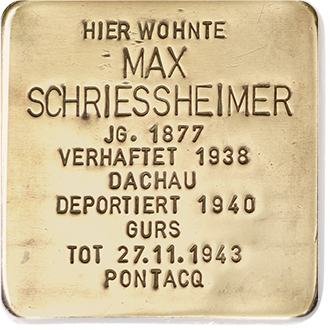 HIER WOHNTE
MAX
SCHRIESSHEIMER
JG. 1877
VERHAFTET 1938
DACHAU
DEPORTIERT 1940
GURS
TOT 27.11.1943
PONTACQ